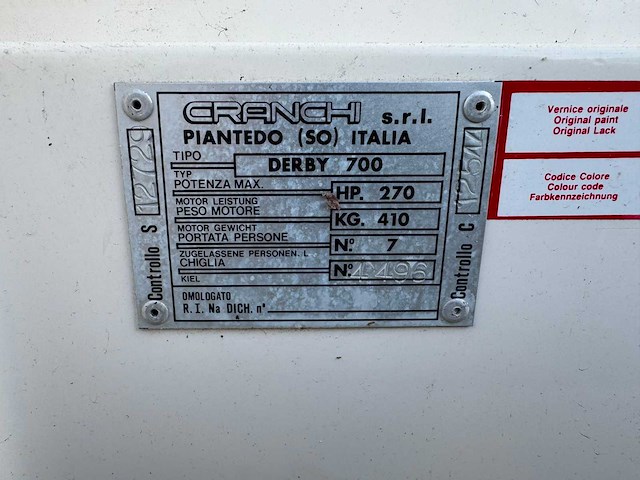 CRANCHI s.r.l.
PIANTEDO (SO) ITALIA
TIPO
TYP
DERBY 700
POTENZA MAX.
MOTOR LEISTUNG
HP. 270
PESO MOTORE
MOTOR GEWICHT
KG. 410
PORTATA PERSONE
ZUGELASSENE PERSONEN. L
N° 7
CHIGLIA
KIEL
N° 4496
OMOLOGATO
R. I. Na DICH. n°
Controllo S
Controllo C
Vernice originale
Original paint
Original Lack
Codice Colore
Colour code
Farbkennzeichnung